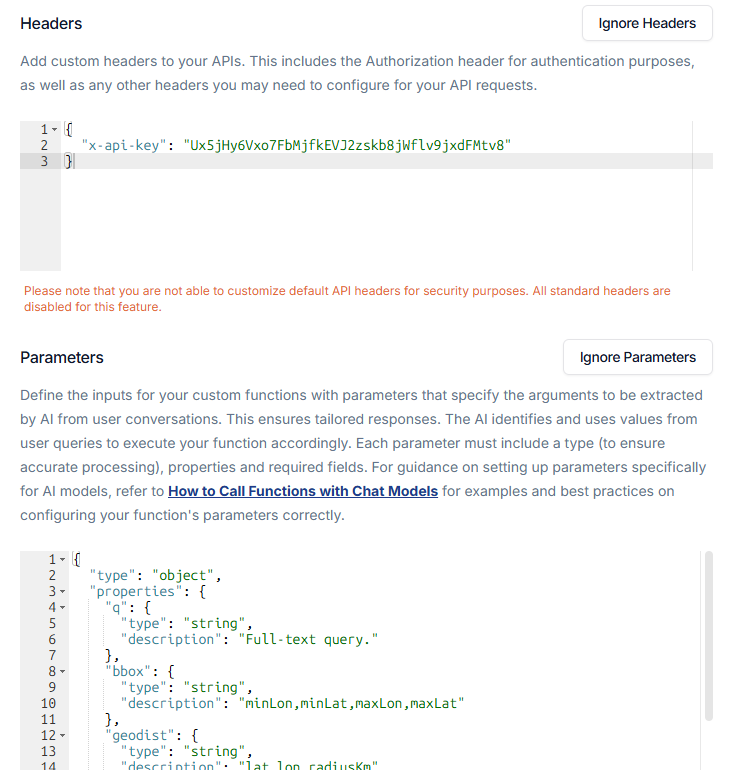 Headers
Ignore Headers
Add custom headers to your APIs. This includes the Authorization header for authentication purposes,
as well as any other headers you may need to configure for your API requests.
1 {
2 "x-api-key": "Ux5jHy6Vxo7FbMjfkEVJ2zskb8jWflv9jxdFMtv8"
3 }
Please note that you are not able to customize default API headers for security purposes. All standard headers are
disabled for this feature.
Parameters
Ignore Parameters
Define the inputs for your custom functions with parameters that specify the arguments to be extracted
by AI from user conversations. This ensures tailored responses. The AI identifies and uses values from
user queries to execute your function accordingly. Each parameter must include a type (to ensure
accurate processing), properties and required fields. For guidance on setting up parameters specifically
for AI models, refer to How to Call Functions with Chat Models for examples and best practices on
configuring your function's parameters correctly.
1 {
2 "type": "object",
3 "properties": {
4 "q": {
5 "type": "string",
6 "description": "Full-text query."
7 },
8 "bbox": {
9 "type": "string",
10 "description": "minLon,minLat,maxLon,maxLat"
11 },
12 "geodist": {
13 "type": "string",
14 "description": "lat,lon,radiusKm"